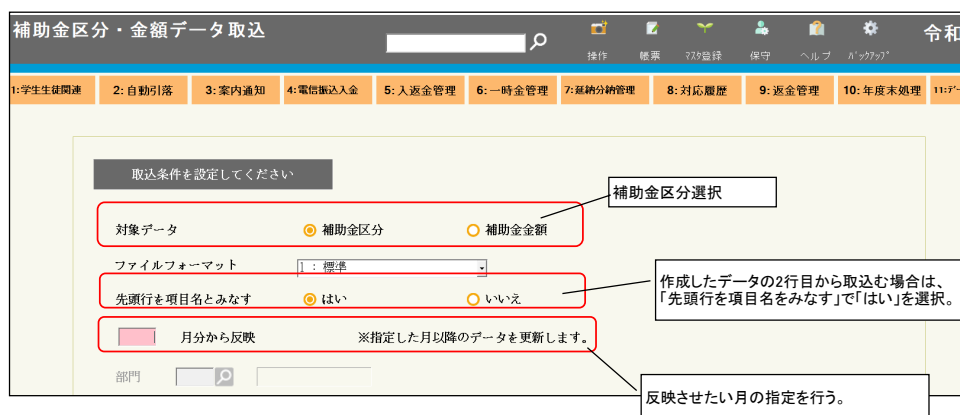 補助金区分・金額データ取込
令和
操作 帳票 ﾏｽﾀ登録 保守 ヘルプ ﾊﾞｯｸｱｯﾌﾟ
1:学生生徒関連 2:自動引落 3:案内通知 4:電信振込入金 5:入返金管理 6:一時金管理 7:延納分納管理 8:対応履歴 9:返金管理 10:年度末処理 11:ﾃﾞｰ
取込条件を設定してください
補助金区分選択
対象データ 補助金区分 補助金金額
ファイルフォーマット 1 : 標準
作成したデータの2行目から取込む場合は、
「先頭行を項目名をみなす」で「はい」を選択。
先頭行を項目名とみなす はい いいえ
月分から反映 ※指定した月以降のデータを更新します。
部門
反映させたい月の指定を行う。